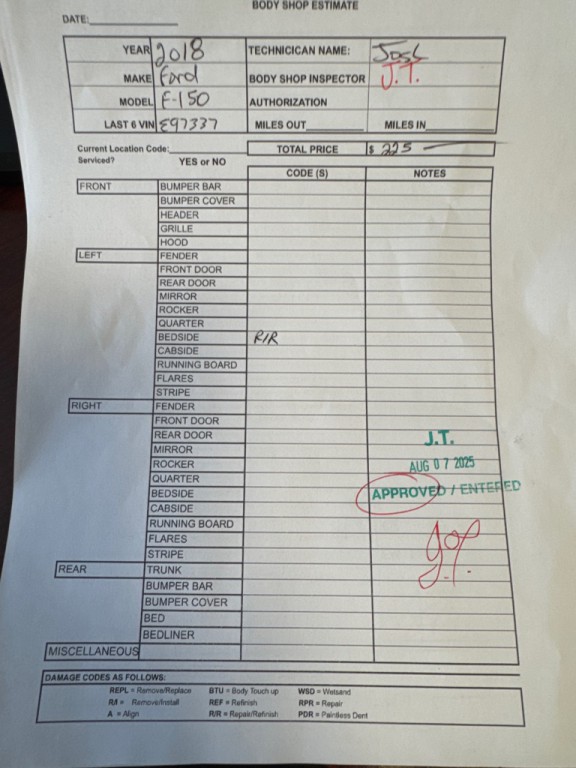 BODY SHOP ESTIMATE
DATE:
YEAR 2018 TECHNICICAN NAME: Josh
MAKE Ford BODY SHOP INSPECTOR J.T.
MODEL F-150 AUTHORIZATION
LAST 6 VIN E97337 MILES OUT MILES IN
Current Location Code: TOTAL PRICE $ 225
Serviced? YES or NO
CODE (S) NOTES
FRONT BUMPER BAR
BUMPER COVER
HEADER
GRILLE
HOOD
LEFT FENDER
FRONT DOOR
REAR DOOR
MIRROR
ROCKER
QUARTER
BEDSIDE R/R
CABSIDE
RUNNING BOARD
FLARES
STRIPE
RIGHT FENDER
FRONT DOOR
REAR DOOR J.T.
MIRROR
ROCKER AUG 07 2025
QUARTER
BEDSIDE APPROVED / ENTERED
CABSIDE
RUNNING BOARD
FLARES
STRIPE
REAR TRUNK
BUMPER BAR
BUMPER COVER
BED
BEDLINER
MISCELLANEOUS
DAMAGE CODES AS FOLLOWS:
REPL = Remove/Replace BTU = Body Touch up WSD = Wetsand
R/I = Remove/Install REF = Refinish RPR = Repair
A = Align R/R = Repair/Refinish PDR = Paintless Dent